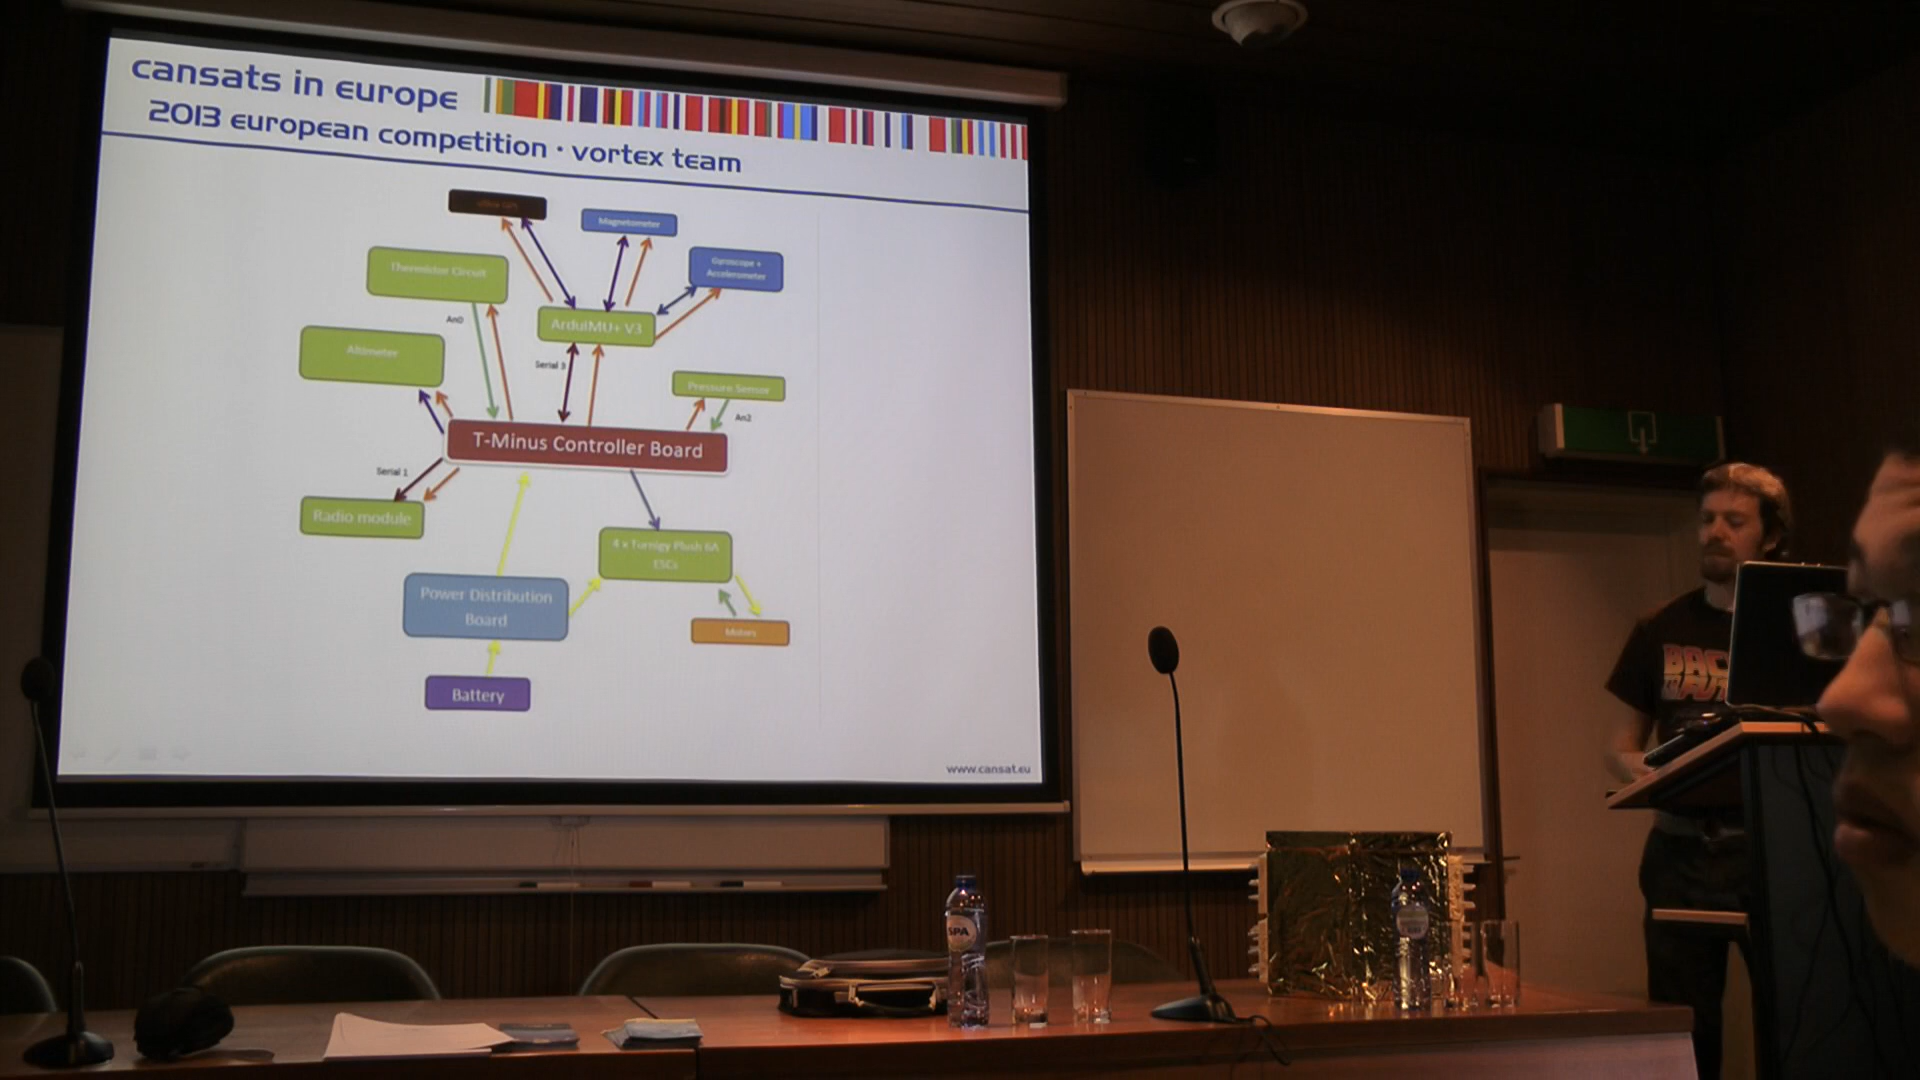 cansats in europe
2013 european competition · vortex team
Magnetometer
Thermistor Circuit
Gyroscope +
Accelerometer
An0
ArduIMU+ V3
Altimeter
Serial 3
Pressure Sensor
An2
T-Minus Controller Board
Serial 1
Radio module
4 x Turnigy Plush 6A
ESCs
Power Distribution
Board
Motors
Battery
www.cansat.eu
SPA
BAC